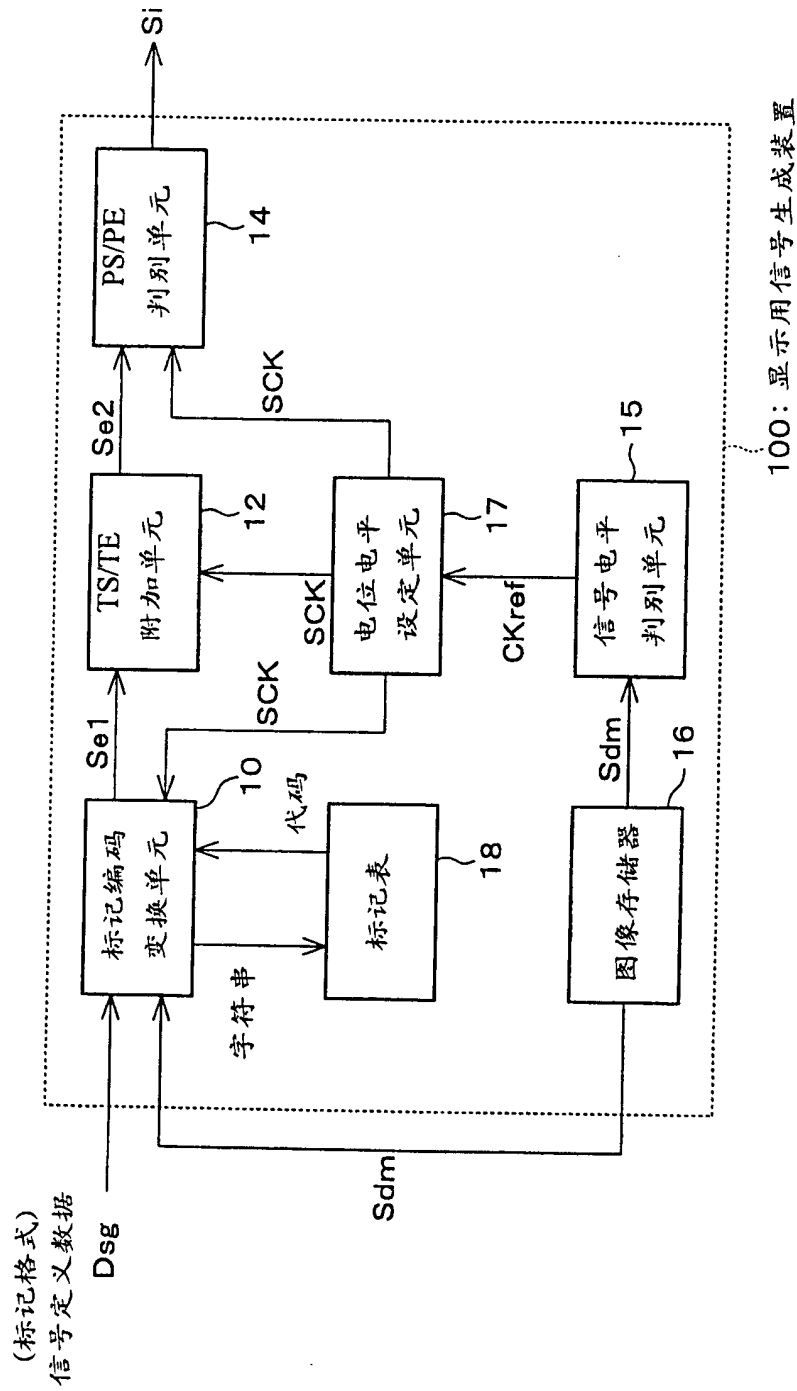 (标记格式)
信号定义数据
Dsg
标记编码
变换单元
10
Se1
TS/TE
附加单元
12
Se2
PS/PE
判别单元
14
Si
字符串
代码
SCK
SCK
SCK
标记表
18
电位电平
设定单元
17
CKref
Sdm
图像存储器
16
Sdm
信号电平
判别单元
15
100:显示用信号生成装置